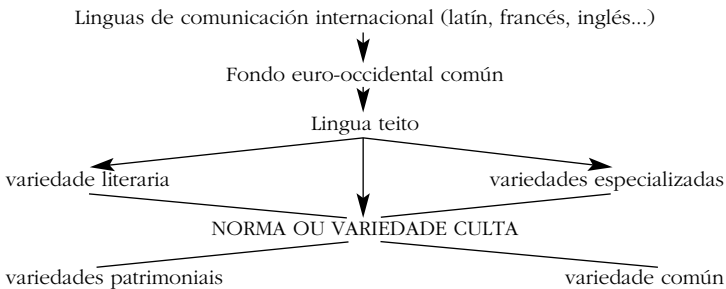 Linguas de comunicación internacional (latín, francés, inglés...)
Fondo euro-occidental común
Lingua teito
variedade literaria
variedades especializadas
NORMA OU VARIEDADE CULTA
variedades patrimoniais
variedade común